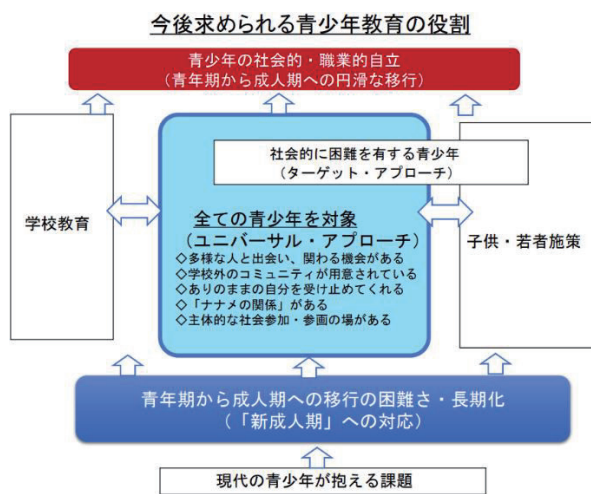 今後求められる青少年教育の役割
青少年の社会的・職業的自立
(青年期から成人期への円滑な移行)
社会的に困難を有する青少年
(ターゲット・アプローチ)
学校教育
全ての青少年を対象
(ユニバーサル・アプローチ)
◇多様な人と出会い、関わる機会がある
◇学校外のコミュニティが用意されている
◇ありのままの自分を受け止めてくれる
◇「ナナメの関係」がある
◇主体的な社会参加・参画の場がある
子供・若者施策
青年期から成人期への移行の困難さ・長期化
(「新成人期」への対応)
現代の青少年が抱える課題